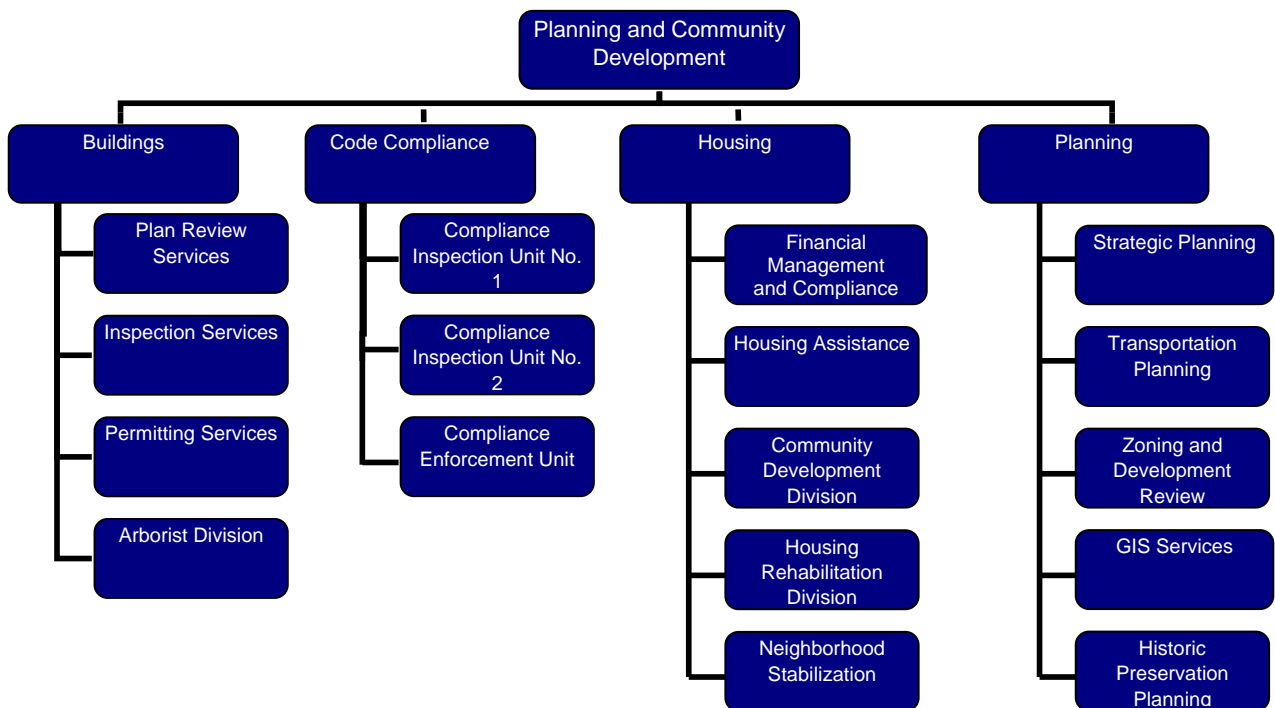 Planning and Community
Development
Buildings
Code Compliance
Housing
Planning
Plan Review
Services
Inspection Services
Permitting Services
Arborist Division
Compliance
Inspection Unit No.
1
Compliance
Inspection Unit No.
2
Compliance
Enforcement Unit
Financial
Management
and Compliance
Housing Assistance
Community
Development
Division
Housing
Rehabilitation
Division
Neighborhood
Stabilization
Strategic Planning
Transportation
Planning
Zoning and
Development
Review
GIS Services
Historic
Preservation
Planning